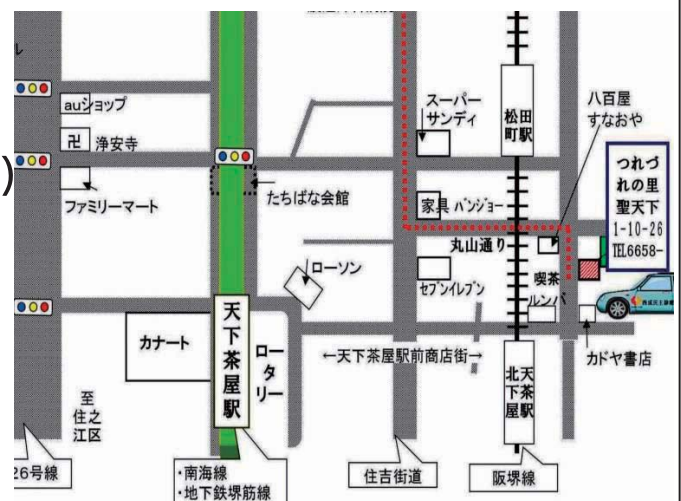 ル
auショップ
卍 浄安寺
)
ファミリーマート
たちばな会館
スーパー
サンディ
松田
町駅
八百屋
すなおや
つれづ
れの里
聖天下
1-10-26
TEL6658-
家具 バンジョー
丸山通り
ローソン
セブンイレブン
喫茶
ルンバ
カナート
天下茶屋駅
ロータリー
←天下茶屋駅前商店街→
カドヤ書店
北天下茶屋駅
至
住之
江区
26号線
・南海線
・地下鉄堺筋線
住吉街道
阪堺線